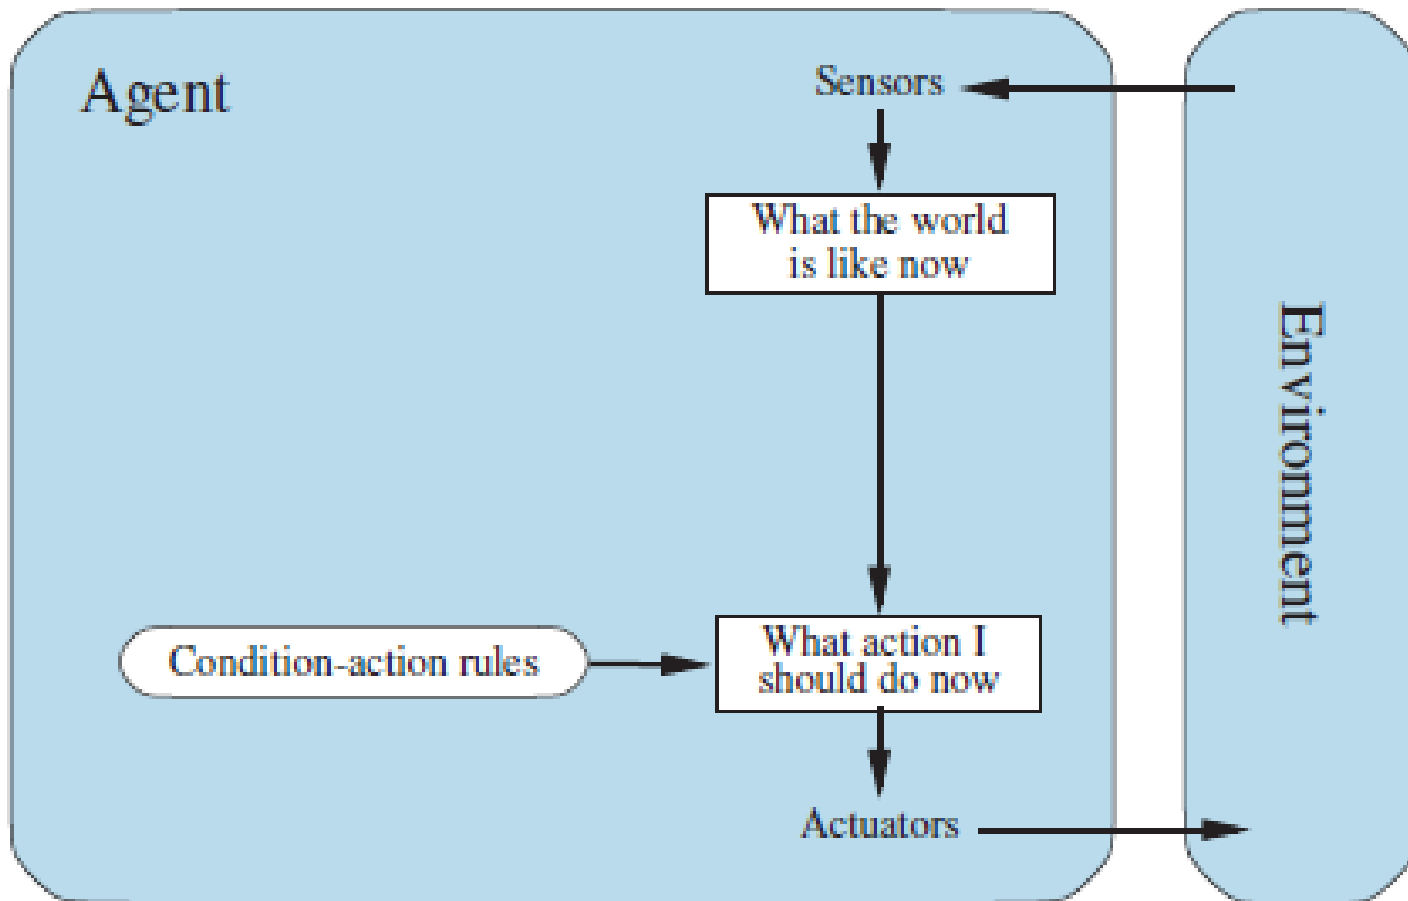 Agent
Sensors
What the world
is like now
Environment
Condition-action rules
What action I
should do now
Actuators